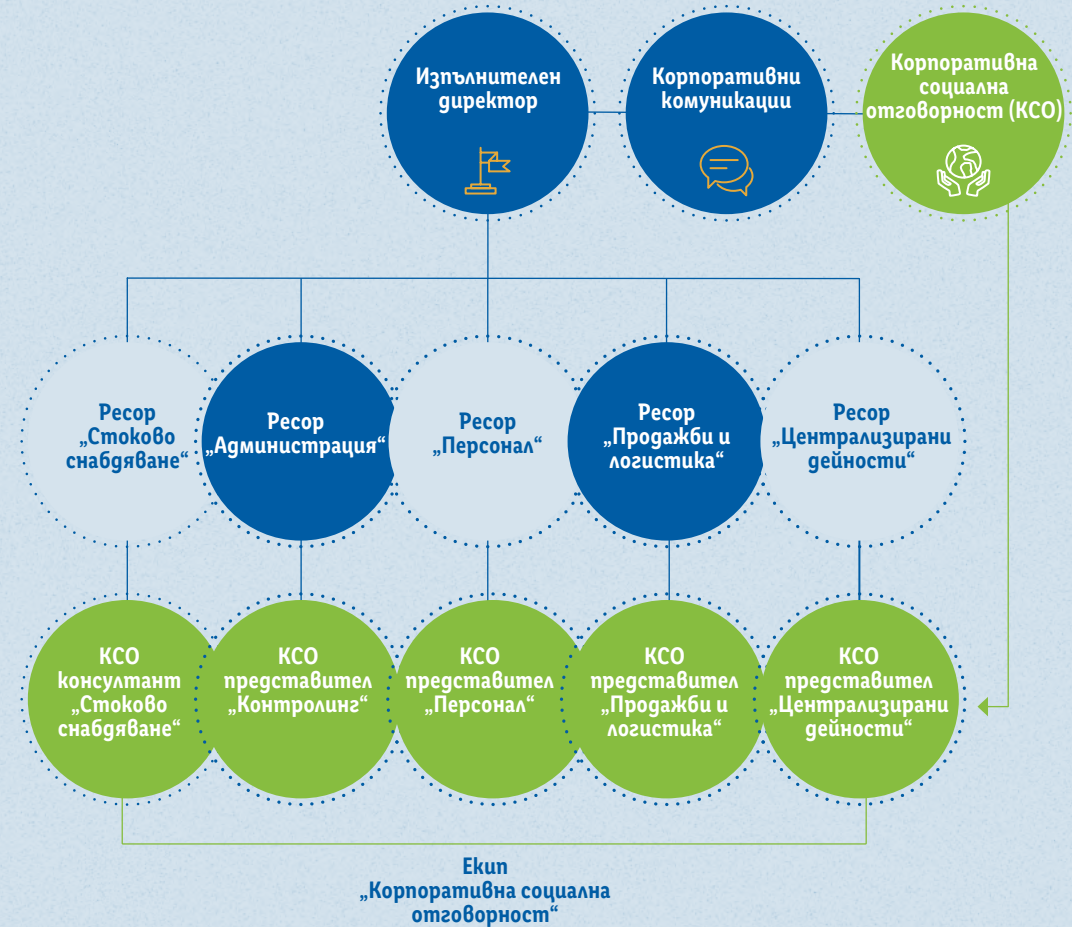 Изпълнителен
директор
Корпоративни
комуникации
Корпоративна
социална
отговорност (КСО)
Ресор
„Стоково
снабдяване“
Ресор
„Администрация“
Ресор
„Персонал“
Ресор
„Продажби и
логистика“
Ресор
„Централизирани
дейности“
КСО
консултант
„Стоково
снабдяване“
КСО
представител
„Контролинг“
КСО
представител
„Персонал“
КСО
представител
„Продажби и
логистика“
КСО
представител
„Централизирани
дейности“
Екип
„Корпоративна социална
отговорност“